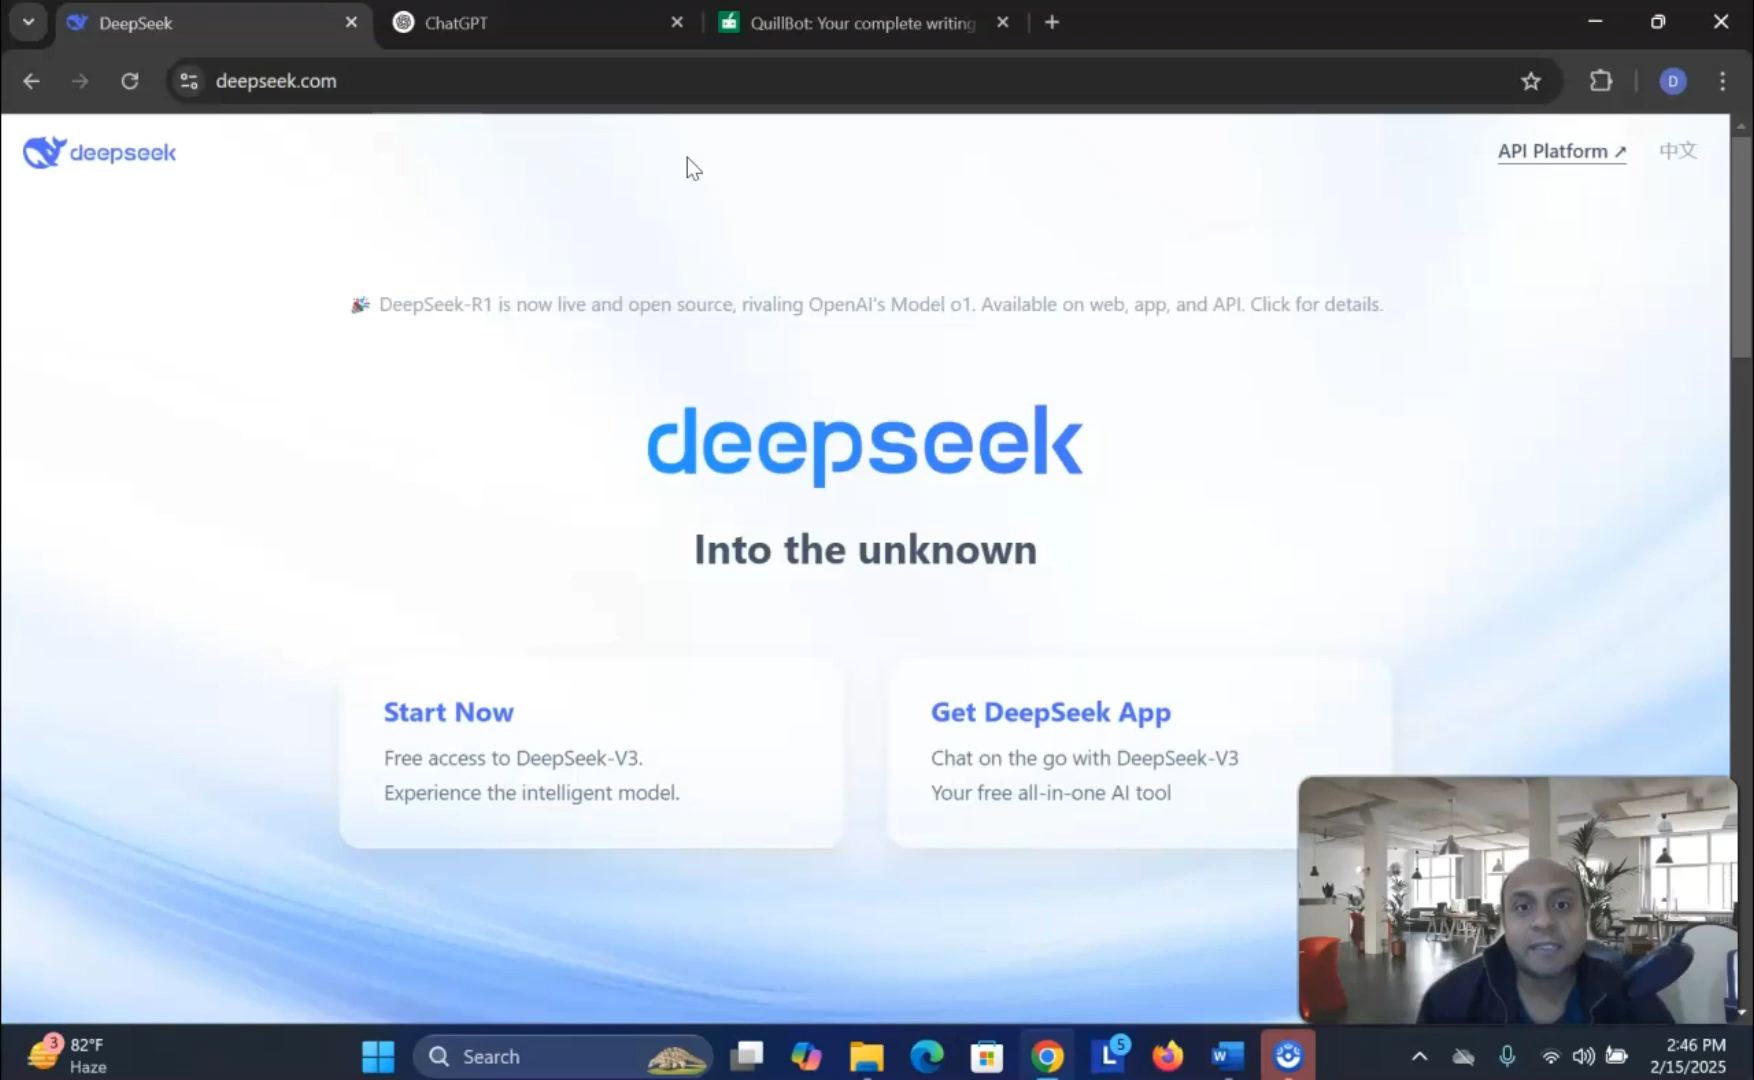 DeepSeek
ChatGPT
QuillBot: Your complete writing
deepseek.com
D
deepseek
API Platform ↗
中文
🎉 DeepSeek-R1 is now live and open source, rivaling OpenAI's Model o1. Available on web, app, and API. Click for details.
deepseek
Into the unknown
Start Now
Free access to DeepSeek-V3.
Experience the intelligent model.
Get DeepSeek App
Chat on the go with DeepSeek-V3
Your free all-in-one AI tool
3
82°F
Haze
Search
L
5
W
2:46 PM
2/15/2025